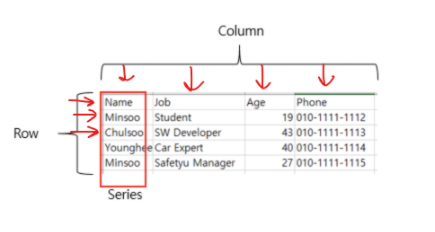 Column
Name Job Age Phone
Minsoo Student 19 010-1111-1112
Row Chulsoo SW Developer 43 010-1111-1113
Younghee Car Expert 40 010-1111-1114
Minsoo Safetyu Manager 27 010-1111-1115
Series